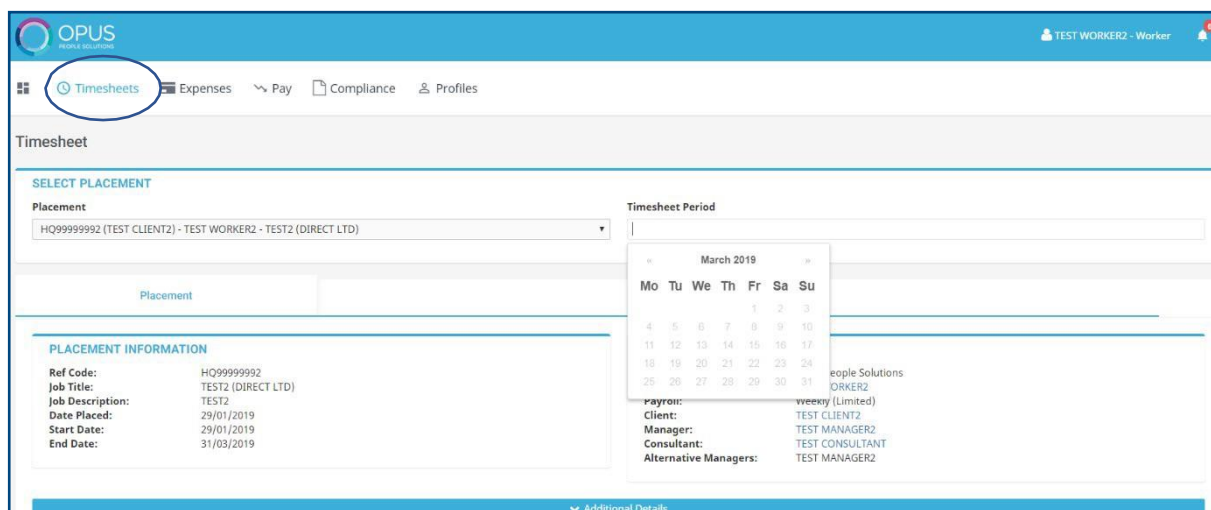 OPUS
PEOPLE SOLUTIONS
TEST WORKER2 - Worker
Timesheets Expenses Pay Compliance Profiles
Timesheet
SELECT PLACEMENT
Placement Timesheet Period
HQ99999992 (TEST CLIENT2) - TEST WORKER2 - TEST2 (DIRECT LTD)
« March 2019 »
Mo Tu We Th Fr Sa Su
1 2 3
4 5 6 7 8 9 10
11 12 13 14 15 16 17
18 19 20 21 22 23 24
25 26 27 28 29 30 31
Placement
PLACEMENT INFORMATION
Ref Code: HQ99999992
Job Title: TEST2 (DIRECT LTD)
Job Description: TEST2
Date Placed: 29/01/2019
Start Date: 29/01/2019
End Date: 31/03/2019
eople Solutions
ORKER2
Payroll: Weekly (Limited)
Client: TEST CLIENT2
Manager: TEST MANAGER2
Consultant: TEST CONSULTANT
Alternative Managers: TEST MANAGER2
Additional Details